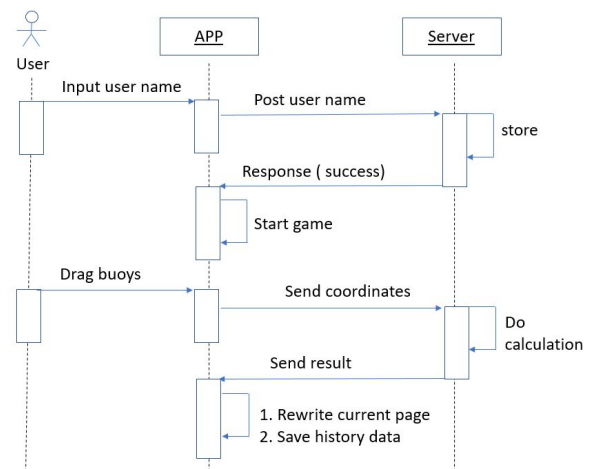 APP
Server
User
Input user name
Post user name
store
Response ( success)
Start game
Drag buoys
Send coordinates
Do
calculation
Send result
1. Rewrite current page
2. Save history data